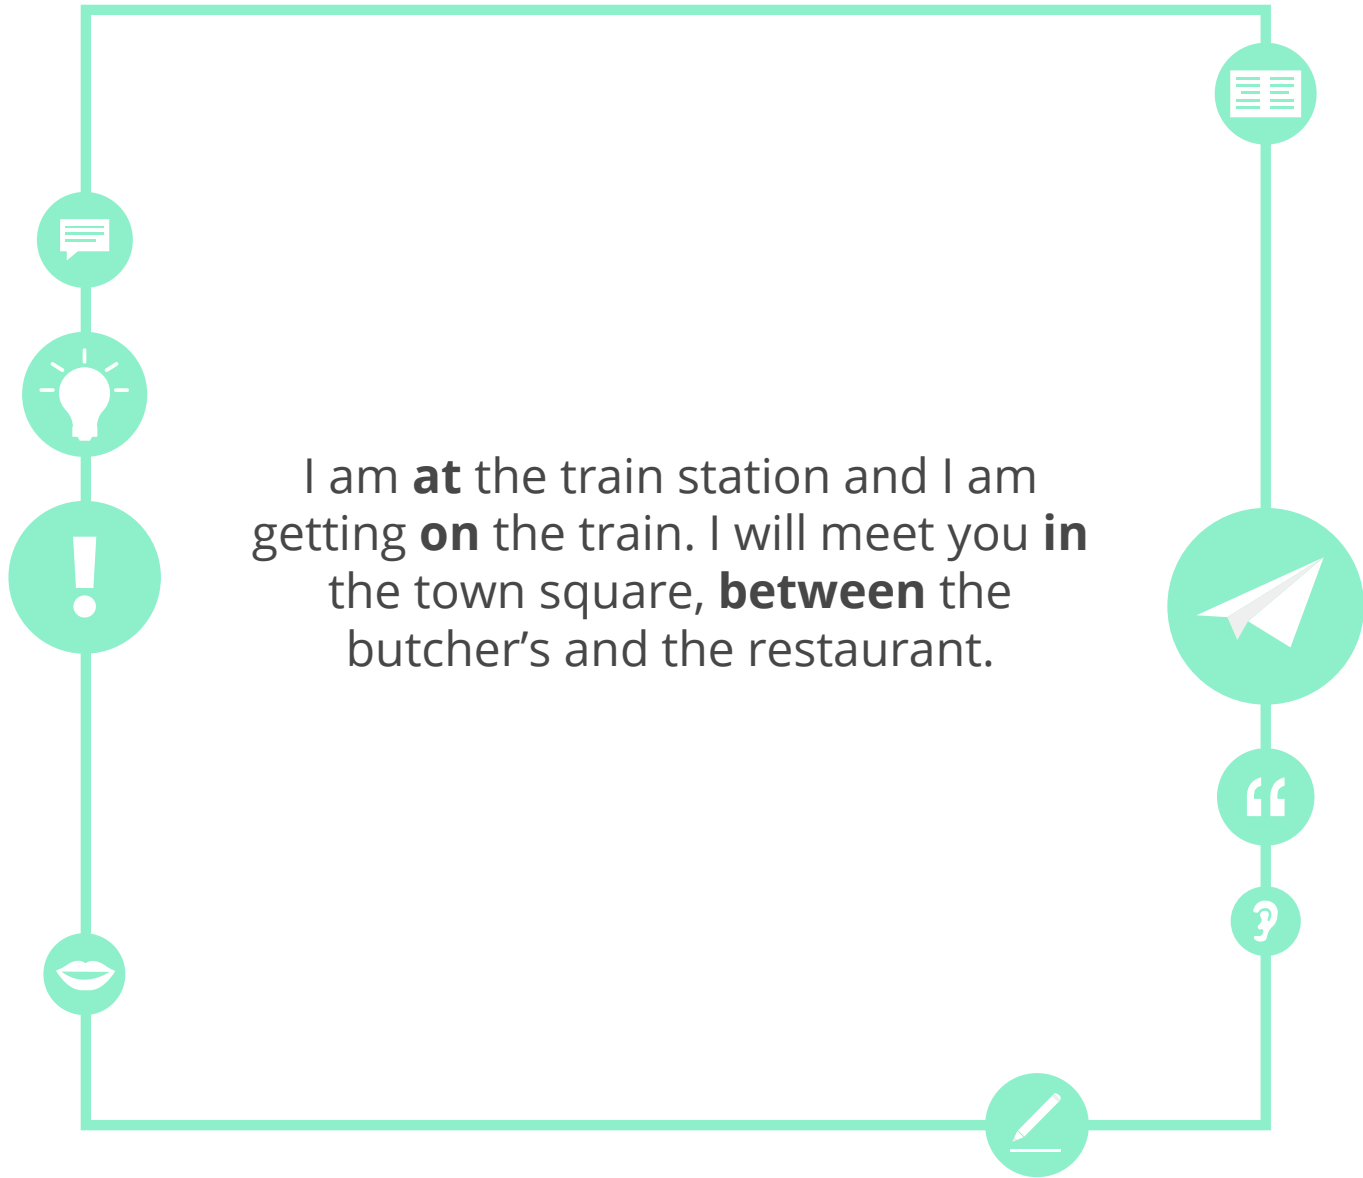 I am at the train station and I am
getting on the train. I will meet you in
the town square, between the
butcher’s and the restaurant.